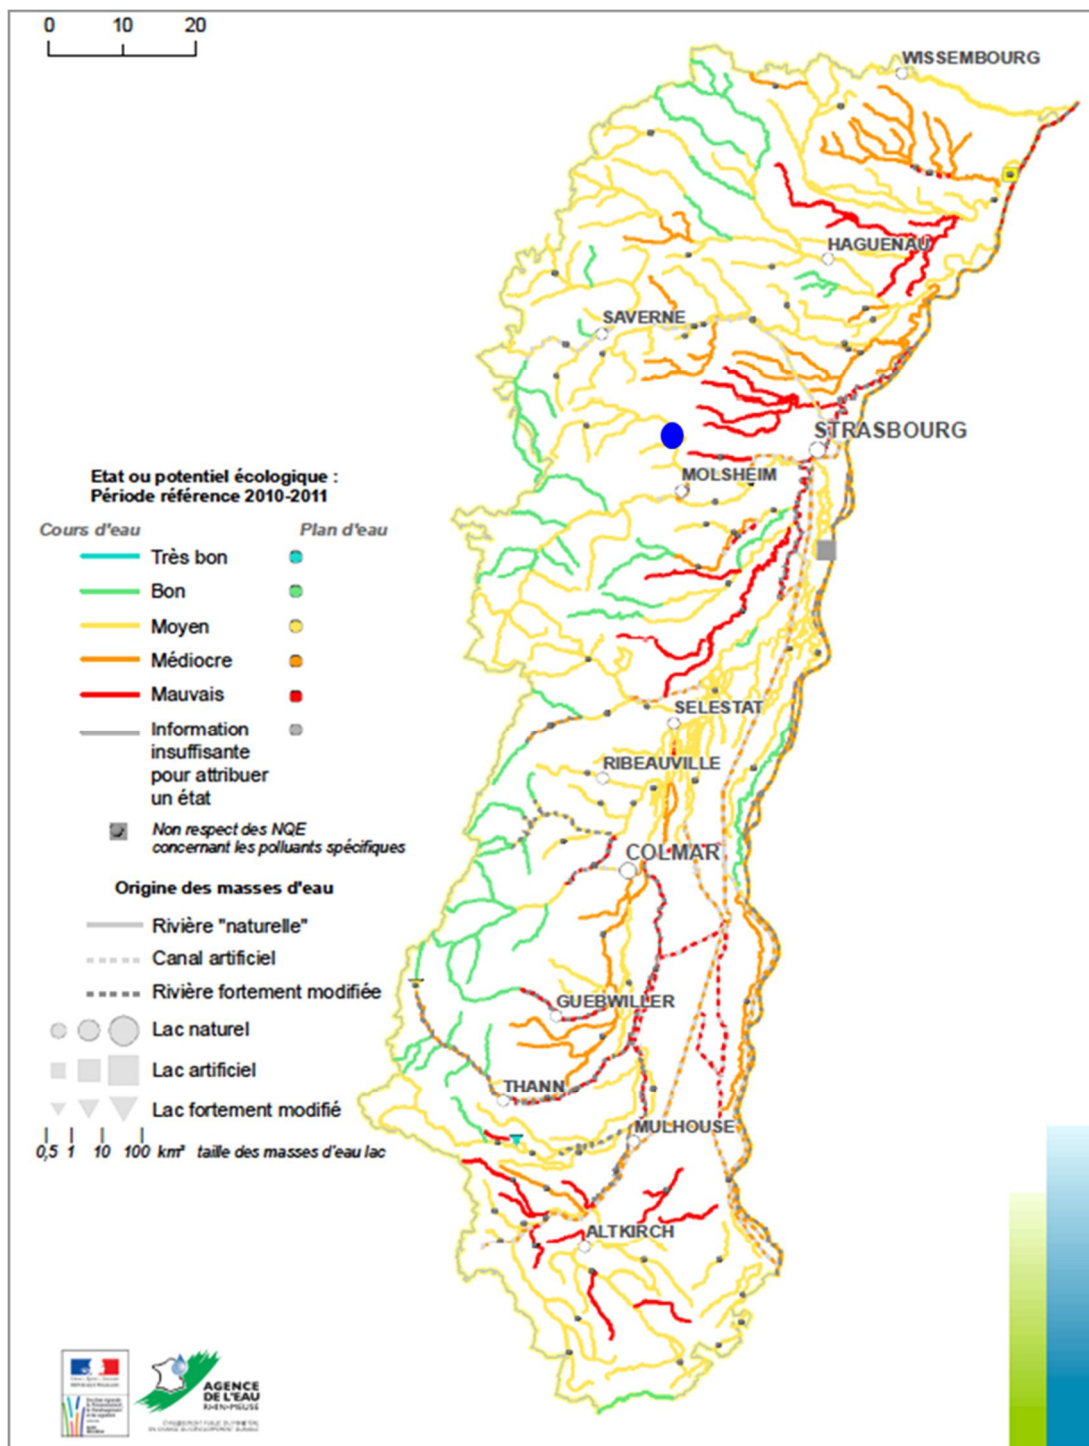 0 10 20
WISSEMBOURG
HAGUENAU
SAVERNE
STRASBOURG
MOLSHEIM
Etat ou potentiel écologique :
Période référence 2010-2011
Cours d'eau Plan d'eau
Très bon
Bon
Moyen
Médiocre
Mauvais
Information
insuffisante
pour attribuer
un état
Non respect des NQE
concernant les polluants spécifiques
Origine des masses d'eau
Rivière "naturelle"
Canal artificiel
Rivière fortement modifiée
Lac naturel
Lac artificiel
Lac fortement modifié
0,5 1 10 100 km² taille des masses d'eau lac
SELESTAT
RIBEAUVILLE
COLMAR
GUEBWILLER
THANN
MULHOUSE
ALTKIRCH
AGENCE
DE L'EAU
RHIN-MEUSE